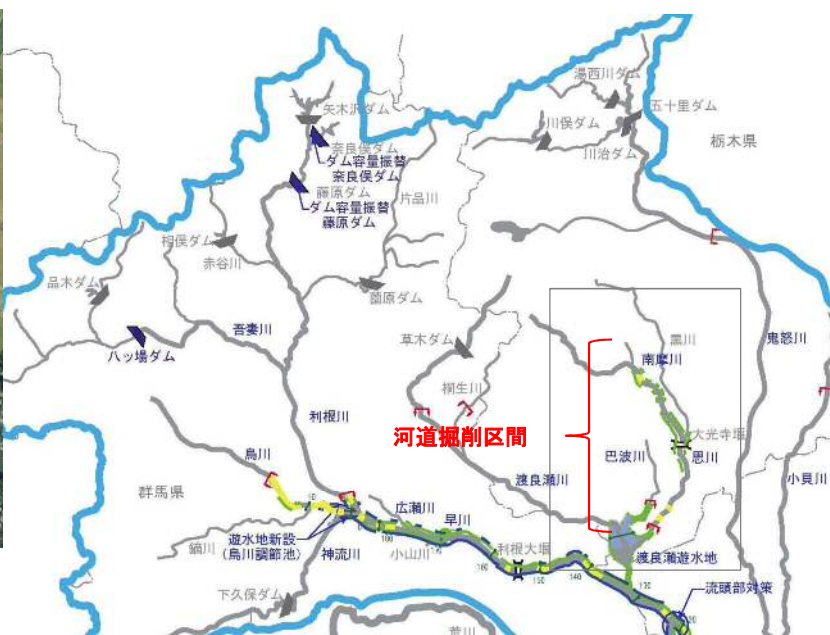 湯西川ダム
五十里ダム
矢木沢ダム
川俣ダム
栃木県
奈良俣ダム
川治ダム
ダム容量振替
奈良俣ダム
藤原ダム
片品川
ダム容量振替
藤原ダム
相俣ダム
赤谷川
品木ダム
薗原ダム
吾妻川
草木ダム
黒川
鬼怒川
八ッ場ダム
南摩川
桐生川
利根川
河道掘削区間
大光寺堰
烏川
巴波川
思川
渡良瀬川
小貝川
群馬県
広瀬川
早川
遊水地新設
(烏川調節池)
鏑川
神流川
小山川
利根大堰
渡良瀬遊水地
180
160
150
140
130
下久保ダム
流頭部対策
荒川